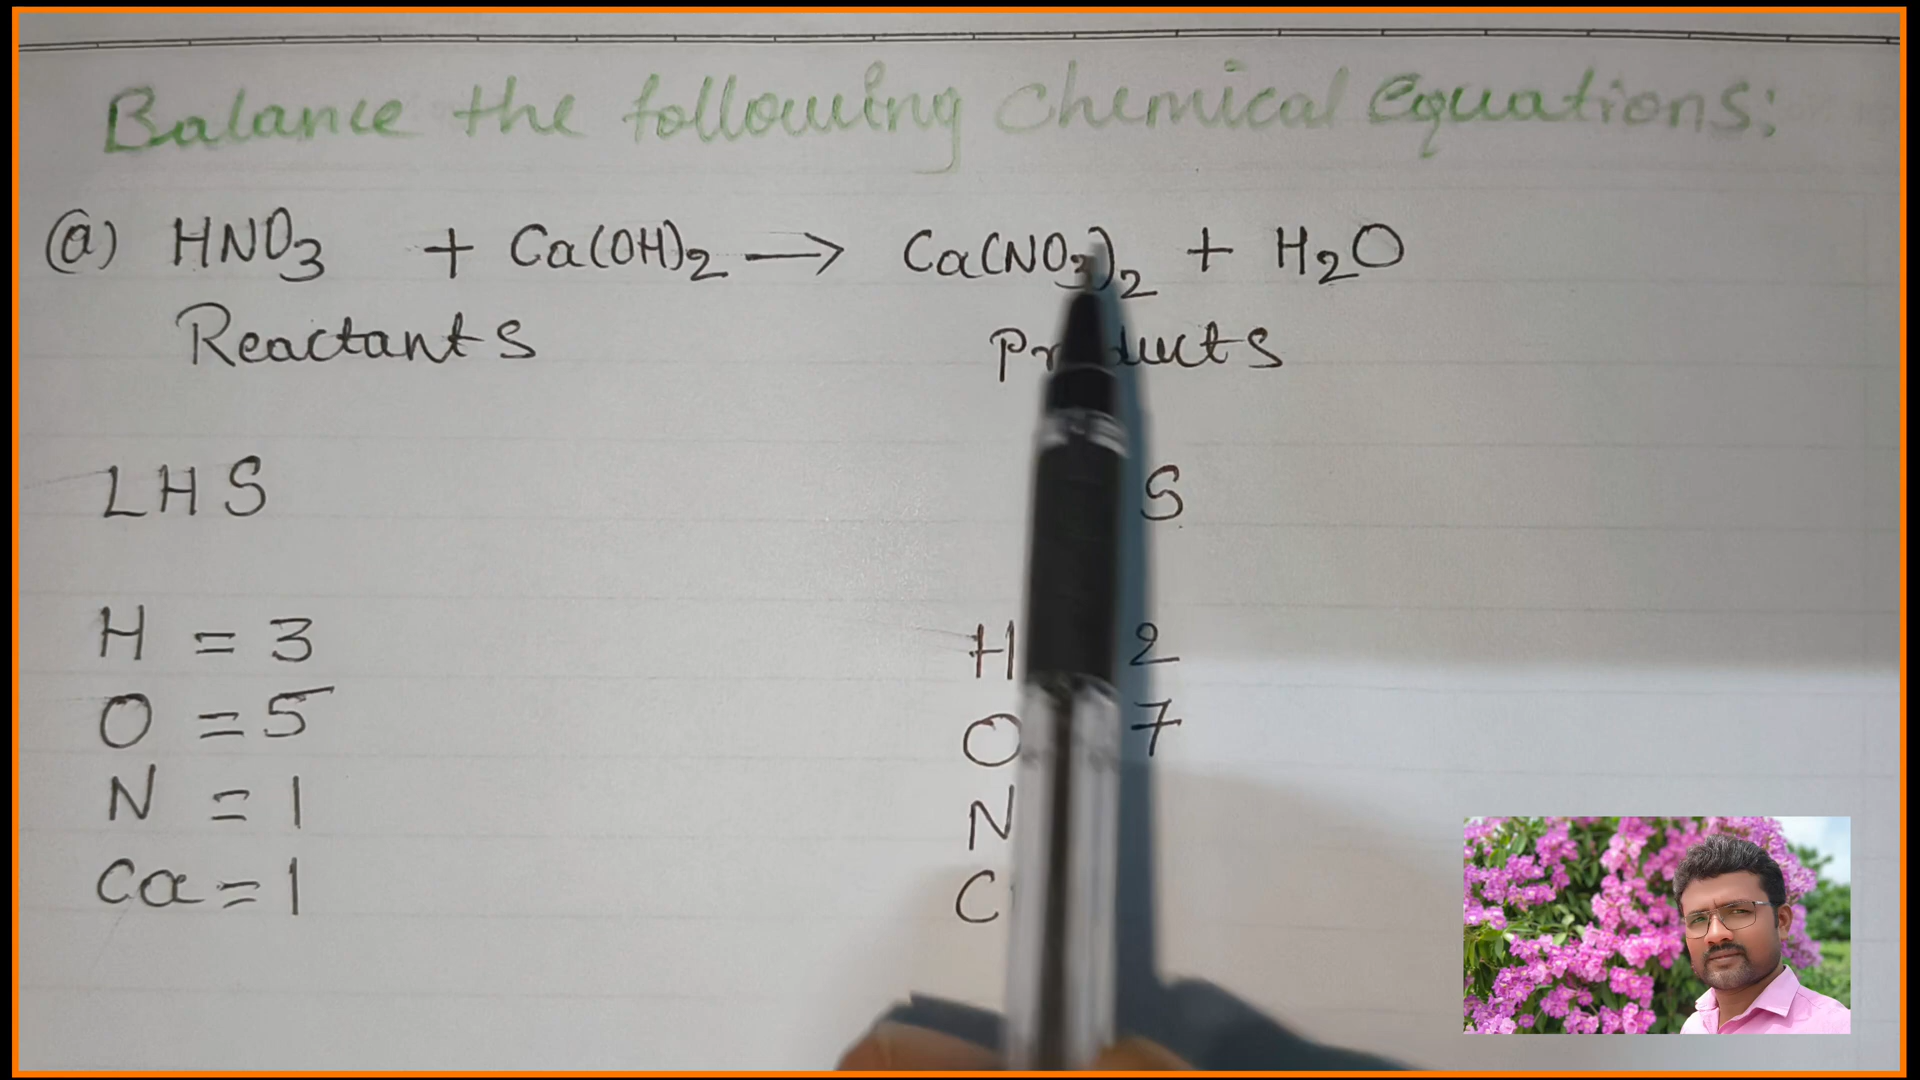 Balance the following Chemical equations:
(a) HNO3 + Ca(OH)2 → Ca(NO3)2 + H2O
Reactants
LHS S
H = 3 H 2
O = 5 O 7
N = 1 N
Ca = 1 C